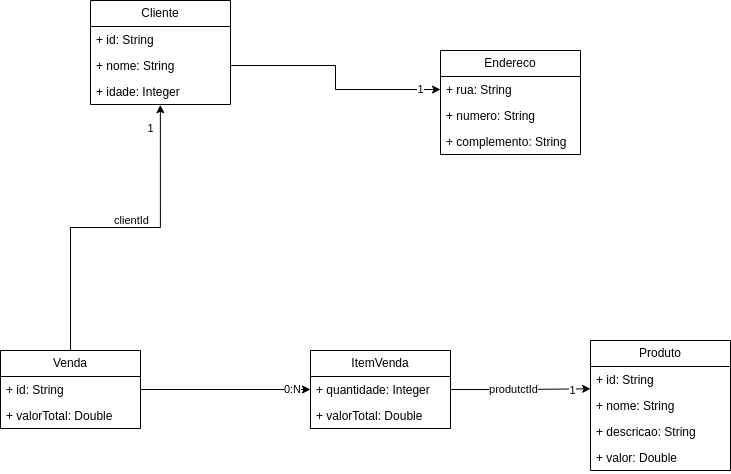 Cliente
+ id: String
+ nome: String
+ idade: Integer
1
Endereco
+ rua: String
+ numero: String
+ complemento: String
1
clientId
Venda
+ id: String
+ valorTotal: Double
0:N
ItemVenda
+ quantidade: Integer
+ valorTotal: Double
produtctId
1
Produto
+ id: String
+ nome: String
+ descricao: String
+ valor: Double